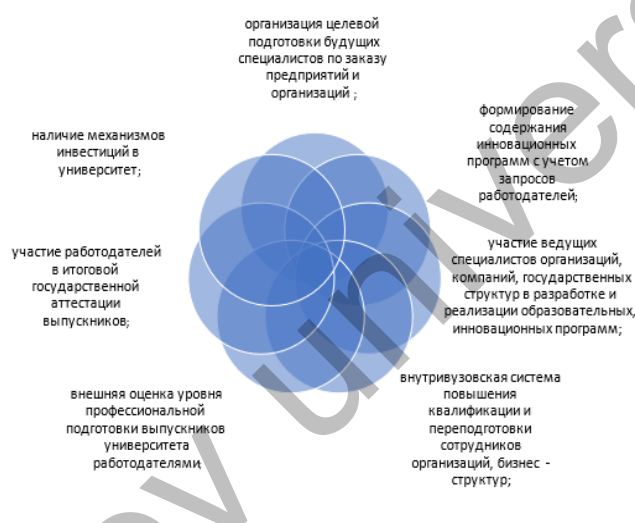 организация целевой
подготовки будущих
специалистов по заказу
предприятий и
организаций ;
формирование
содержания
инновационных
программ с учетом
запросов
работодателей;
участие ведущих
специалистов организаций,
компаний, государственных
структур в разработке и
реализации образовательных,
инновационных программ;
внутривузовская система
повышения
квалификации и
переподготовки
сотрудников
организаций, бизнес -
структур;
внешняя оценка уровня
профессиональной
подготовки выпускников
университета
работодателями;
участие работодателей
в итоговой
государственной
аттестации
выпускников;
наличие механизмов
инвестиций в
университет;